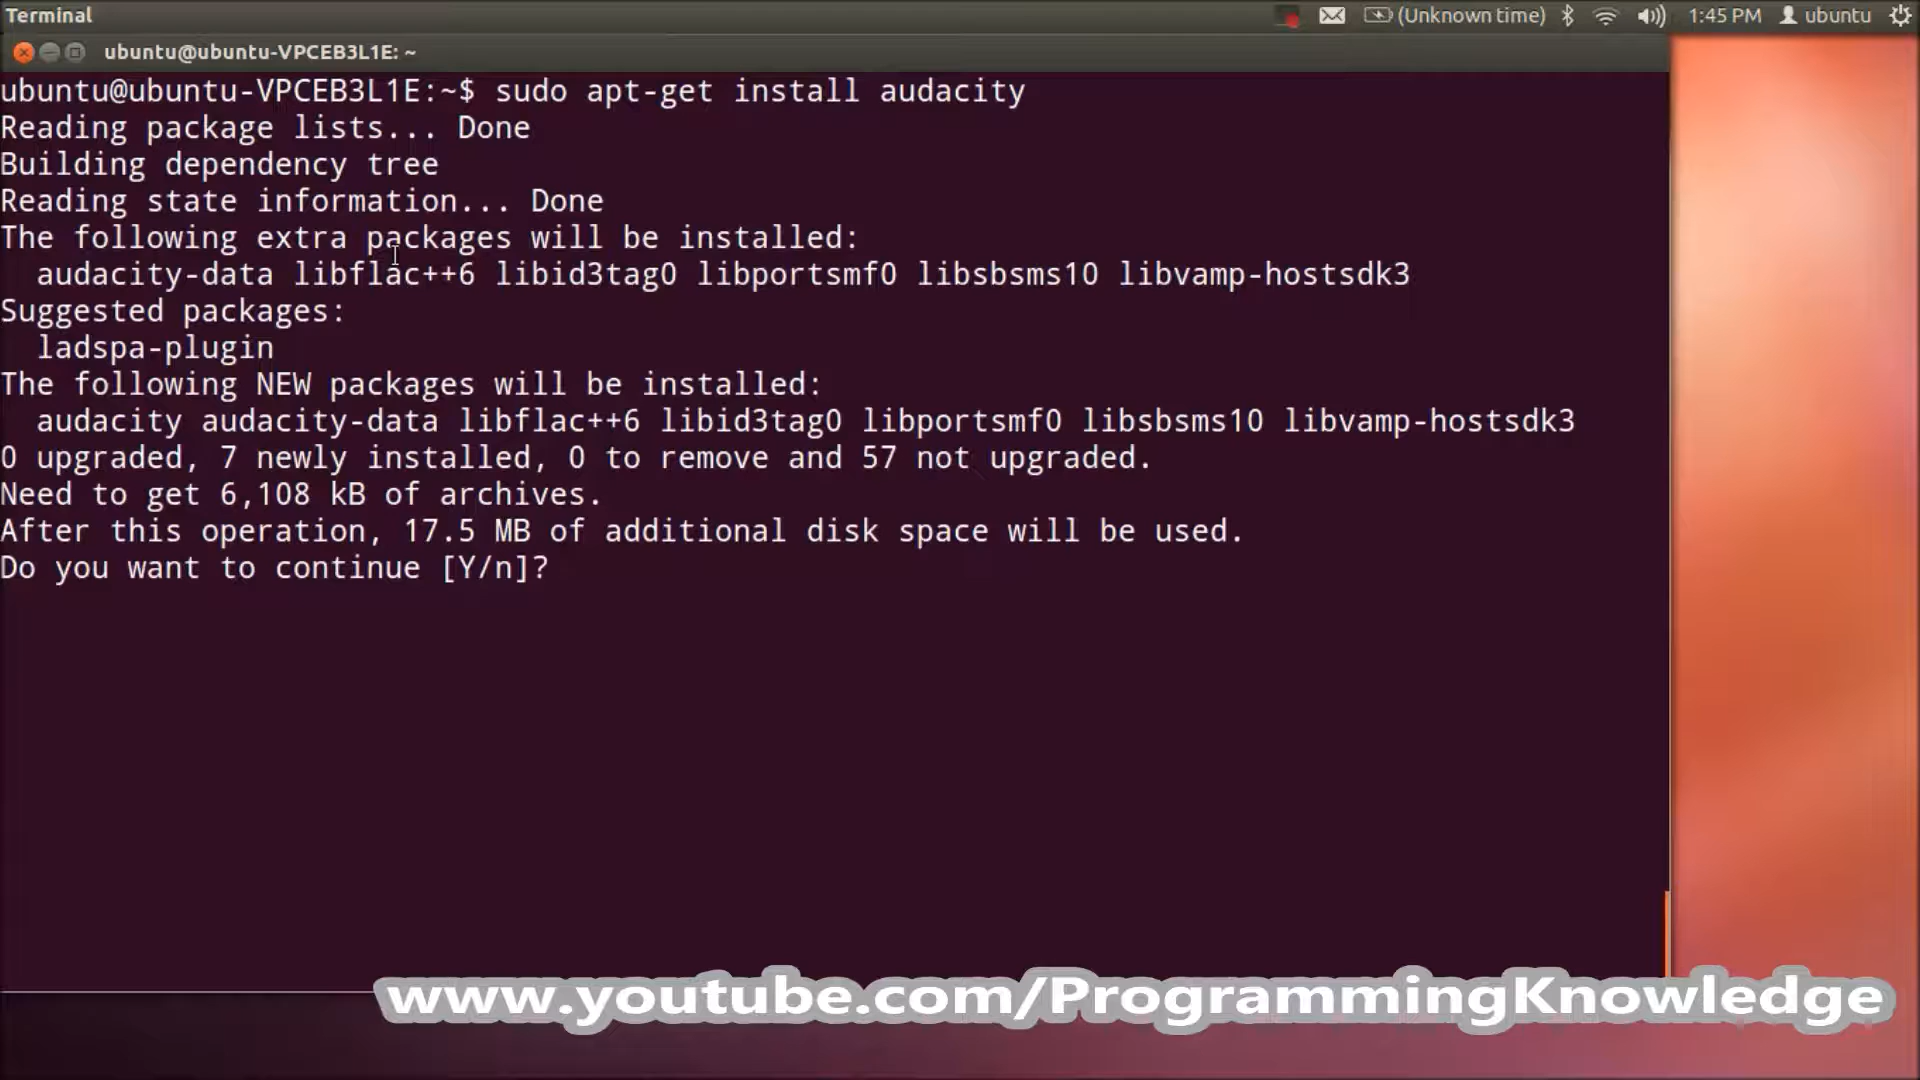 Terminal
(Unknown time) 1:45 PM ubuntu
ubuntu@ubuntu-VPCEB3L1E: ~
ubuntu@ubuntu-VPCEB3L1E:~$ sudo apt-get install audacity
Reading package lists... Done
Building dependency tree
Reading state information... Done
The following extra packages will be installed:
audacity-data libflac++6 libid3tag0 libportsmf0 libsbsms10 libvamp-hostsdk3
Suggested packages:
ladspa-plugin
The following NEW packages will be installed:
audacity audacity-data libflac++6 libid3tag0 libportsmf0 libsbsms10 libvamp-hostsdk3
0 upgraded, 7 newly installed, 0 to remove and 57 not upgraded.
Need to get 6,108 kB of archives.
After this operation, 17.5 MB of additional disk space will be used.
Do you want to continue [Y/n]?
www.youtube.com/ProgrammingKnowledge